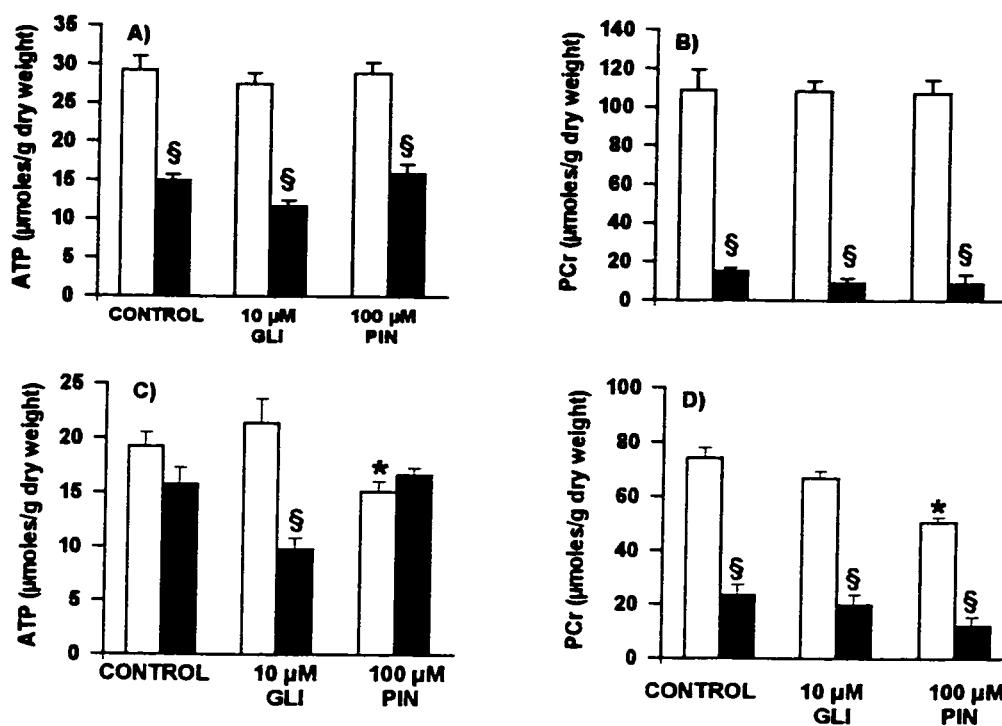 A)
ATP (µmoles/g dry weight)
35
30
25
20
15
10
5
0
§
§
§
CONTROL
10 µM
GLI
100 µM
PIN
B)
PCr (µmoles/g dry weight)
140
120
100
80
60
40
20
0
§
§
§
C)
ATP (µmoles/g dry weight)
25
20
15
10
5
0
§
*
CONTROL
10 µM
GLI
100 µM
PIN
D)
PCr (µmoles/g dry weight)
100
80
60
40
20
0
§
§
*
§
CONTROL
10 µM
GLI
100 µM
PIN